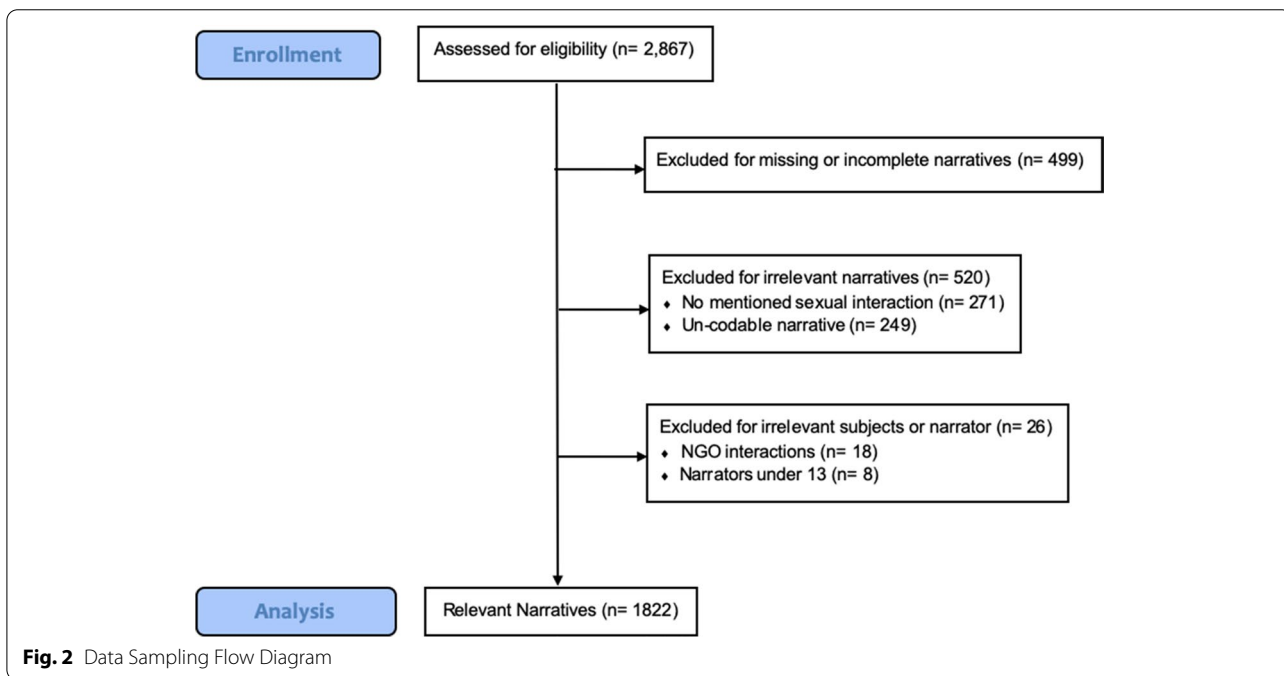 Enrollment
Assessed for eligibility (n= 2,867)
Excluded for missing or incomplete narratives (n= 499)
Excluded for irrelevant narratives (n= 520)
♦ No mentioned sexual interaction (n= 271)
♦ Un-codable narrative (n= 249)
Excluded for irrelevant subjects or narrator (n= 26)
♦ NGO interactions (n= 18)
♦ Narrators under 13 (n= 8)
Analysis
Relevant Narratives (n= 1822)
Fig. 2 Data Sampling Flow Diagram